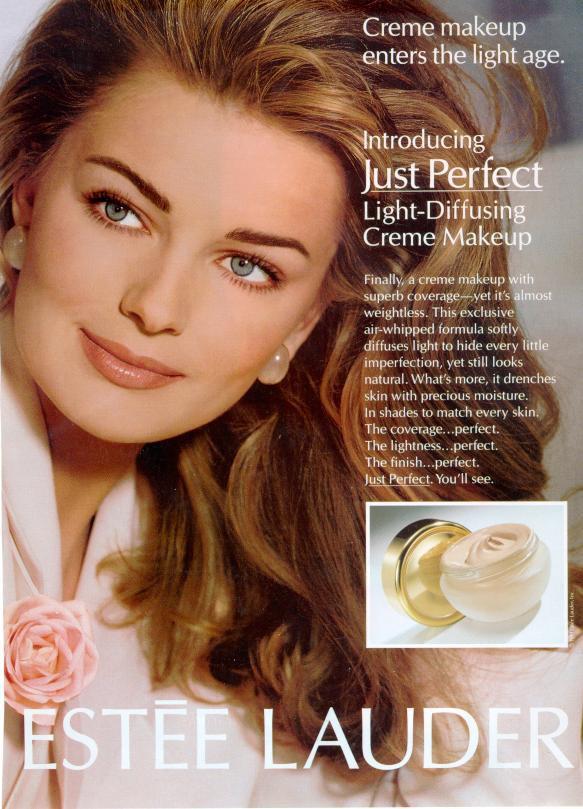 Creme makeup
enters the light age.
Introducing
Just Perfect
Light-Diffusing
Creme Makeup
Finally, a creme makeup with
superb coverage—yet it's almost
weightless. This exclusive
air-whipped formula softly
diffuses light to hide every little
imperfection, yet still looks
natural. What's more, it drenches
skin with precious moisture.
In shades to match every skin.
The coverage...perfect.
The lightness...perfect.
The finish...perfect.
Just Perfect. You'll see.
ESTĒE LAUDER